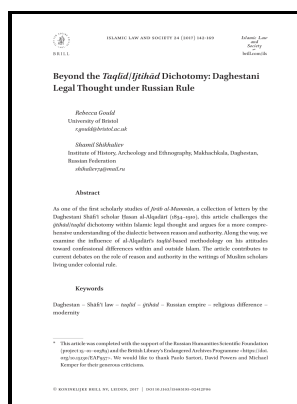 ISLAMIC LAW AND SOCIETY 24 (2017) 142-169
Islamic Law
and
Society
BRILL
brill.com/ils
Beyond the Taqlīd/Ijtihād Dichotomy: Daghestani
Legal Thought under Russian Rule
Rebecca Gould
University of Bristol
r.gould@bristol.ac.uk
Shamil Shikhaliev
Institute of History, Archeology and Ethnography, Makhachkala, Daghestan,
Russian Federation
shihaliev74@mail.ru
Abstract
As one of the first scholarly studies of Jirāb al-Mamnūn, a collection of letters by the
Daghestani Shāfiʿī scholar Ḥasan al-Alqadārī (1834–1910), this article challenges the
ijtihād/taqlīd dichotomy within Islamic legal thought and argues for a more compre-
hensive understanding of the dialectic between reason and authority. Along the way, we
examine the influence of al-Alqadārī's taqlīd-based methodology on his attitudes
toward confessional differences within and outside Islam. The article contributes to
current debates on the role of reason and authority in the writings of Muslim scholars
living under colonial rule.
Keywords
Daghestan – Shāfiʿī law – taqlīd – ijtihād – Russian empire – religious difference –
modernity
* This article was completed with the support of the Russian Humanities Scientific Foundation
and the British Library's Endangered Archives Programme
We would like to thank Paolo Sartori, David Powers and Michael
Kemper for their generous criticisms.
© KONINKLIJKE BRILL NV, LEIDEN, 2017 | DOI